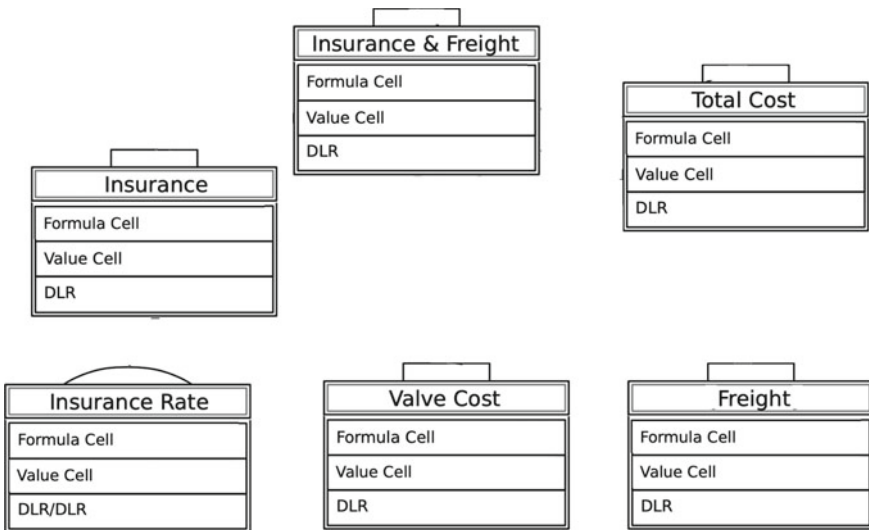 Insurance & Freight
Formula Cell
Value Cell
DLR
Total Cost
Formula Cell
Value Cell
DLR
Insurance
Formula Cell
Value Cell
DLR
Insurance Rate
Formula Cell
Value Cell
DLR/DLR
Valve Cost
Formula Cell
Value Cell
DLR
Freight
Formula Cell
Value Cell
DLR